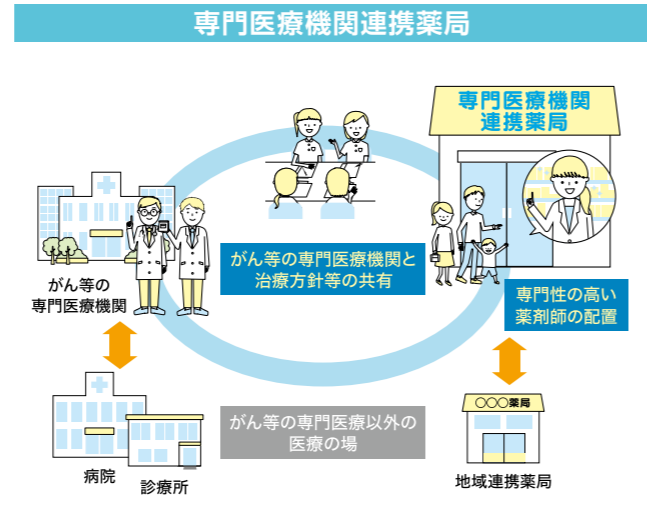 専門医療機関連携薬局
専門医療機関
連携薬局
がん等の
専門医療機関
がん等の専門医療機関と
治療方針等の共有
専門性の高い
薬剤師の配置
病院
診療所
がん等の専門医療以外の
医療の場
〇〇〇薬局
地域連携薬局